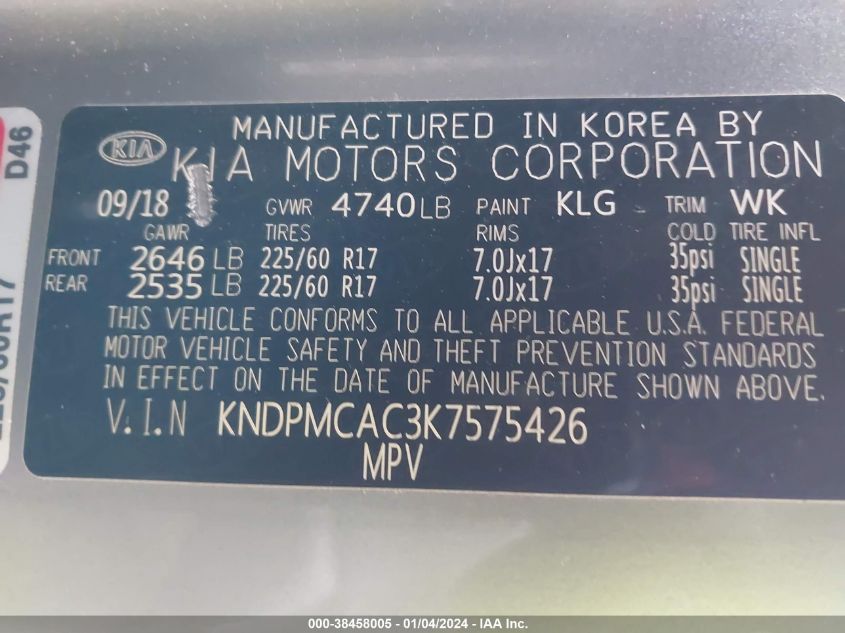 MANUFACTURED IN KOREA BY
KIA
KIA MOTORS CORPORATION
09/18 GVWR 4740LB PAINT KLG TRIM WK
GAWR TIRES RIMS COLD TIRE INFL
FRONT 2646 LB 225/60 R17 7.0Jx17 35psi SINGLE
REAR 2535 LB 225/60 R17 7.0Jx17 35psi SINGLE
THIS VEHICLE CONFORMS TO ALL APPLICABLE U.S.A. FEDERAL
MOTOR VEHICLE SAFETY AND THEFT PREVENTION STANDARDS
IN EFFECT ON THE DATE OF MANUFACTURE SHOWN ABOVE.
V.I.N KNDPMCAC3K7575426
MPV
D46
000-38458005 - 01/04/2024 - IAA Inc.